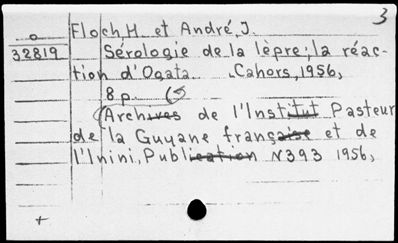 3
Floch, H. et André, J.
o
32819 Sérologie de la lèpre; la réac-
tion d'Ogata. Cahors, 1956,
8 p. (
(Archives de l'Institut Pasteur
de la Guyane française et de
l'Inini, Publication N393 1956,
+